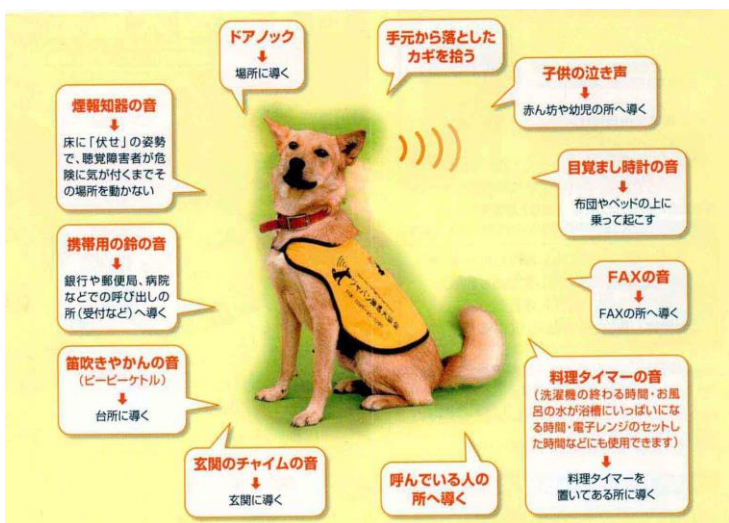 ドアノック
↓
場所に導く
手元から落とした
カギを拾う
子供の泣き声
↓
赤ん坊や幼児の所へ導く
煙報知器の音
↓
床に「伏せ」の姿勢
で、聴覚障害者が危
険に気が付くまでそ
の場所を動かない
目覚まし時計の音
↓
布団やベッドの上に
乗って起こす
携帯用の鈴の音
↓
銀行や郵便局、病院
などでの呼び出しの
所(受付など)へ導く
FAXの音
↓
FAXの所へ導く
笛吹きやかんの音
(ピーピーケトル)
↓
台所に導く
料理タイマーの音
(洗濯機の終わる時間・お風
呂の水が浴槽にいっぱいにな
る時間・電子レンジのセットし
た時間などにも使用できます)
↓
料理タイマーを
置いてある所に導く
玄関のチャイムの音
↓
玄関に導く
呼んでいる人の
所へ導く
ジャパン聴導犬協会